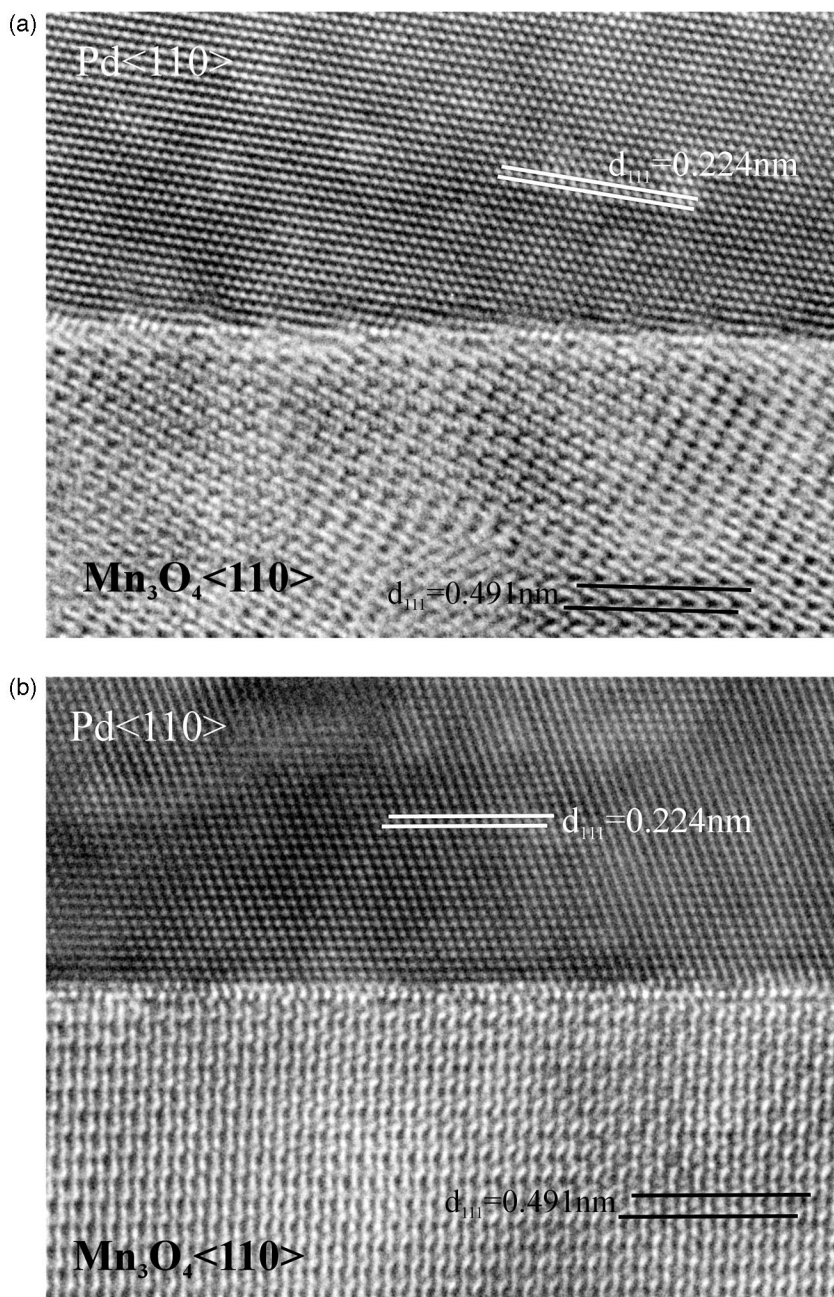 (a)
Pd<110>
d₁₁₁=0.224nm
Mn₃O₄<110>
d₁₁₁=0.491nm
(b)
Pd<110>
d₁₁₁=0.224nm
d₁₁₁=0.491nm
Mn₃O₄<110>